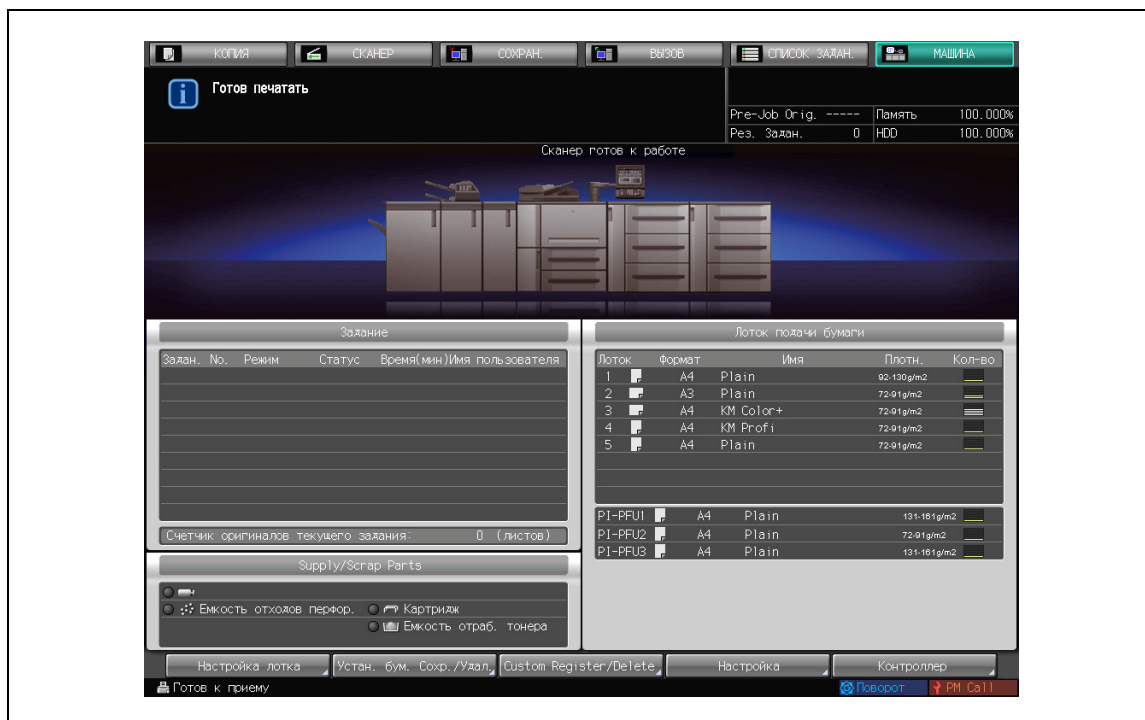 КОПИЯ СКАНЕР СОХРАН. ВЫЗОВ СПИСОК ЗАДАН. МАШИНА
Готов печатать
Pre-Job Orig. ----- Память 100.000%
Рез. Задан. 0 HDD 100.000%
Сканер готов к работе
Задание
Задан. No. Режим Статус Время(мин)Имя пользователя
Счетчик оригиналов текущего задания: 0 (листов)
Supply/Scrap Parts
Емкость отходов перфор. Картридж
Емкость отраб. тонера
Лоток подачи бумаги
Лоток Формат Имя Плотн. Кол-во
1 A4 Plain 92-130g/m2
2 A3 Plain 72-91g/m2
3 A4 KM Color+ 72-91g/m2
4 A4 KM Profi 72-91g/m2
5 A4 Plain 72-91g/m2
PI-PFU1 A4 Plain 131-161g/m2
PI-PFU2 A4 Plain 72-91g/m2
PI-PFU3 A4 Plain 131-161g/m2
Настройка лотка Устан. бум. Сохр./Удал. Custom Register/Delete Настройка Контроллер
Готов к приему Поворот PM Call